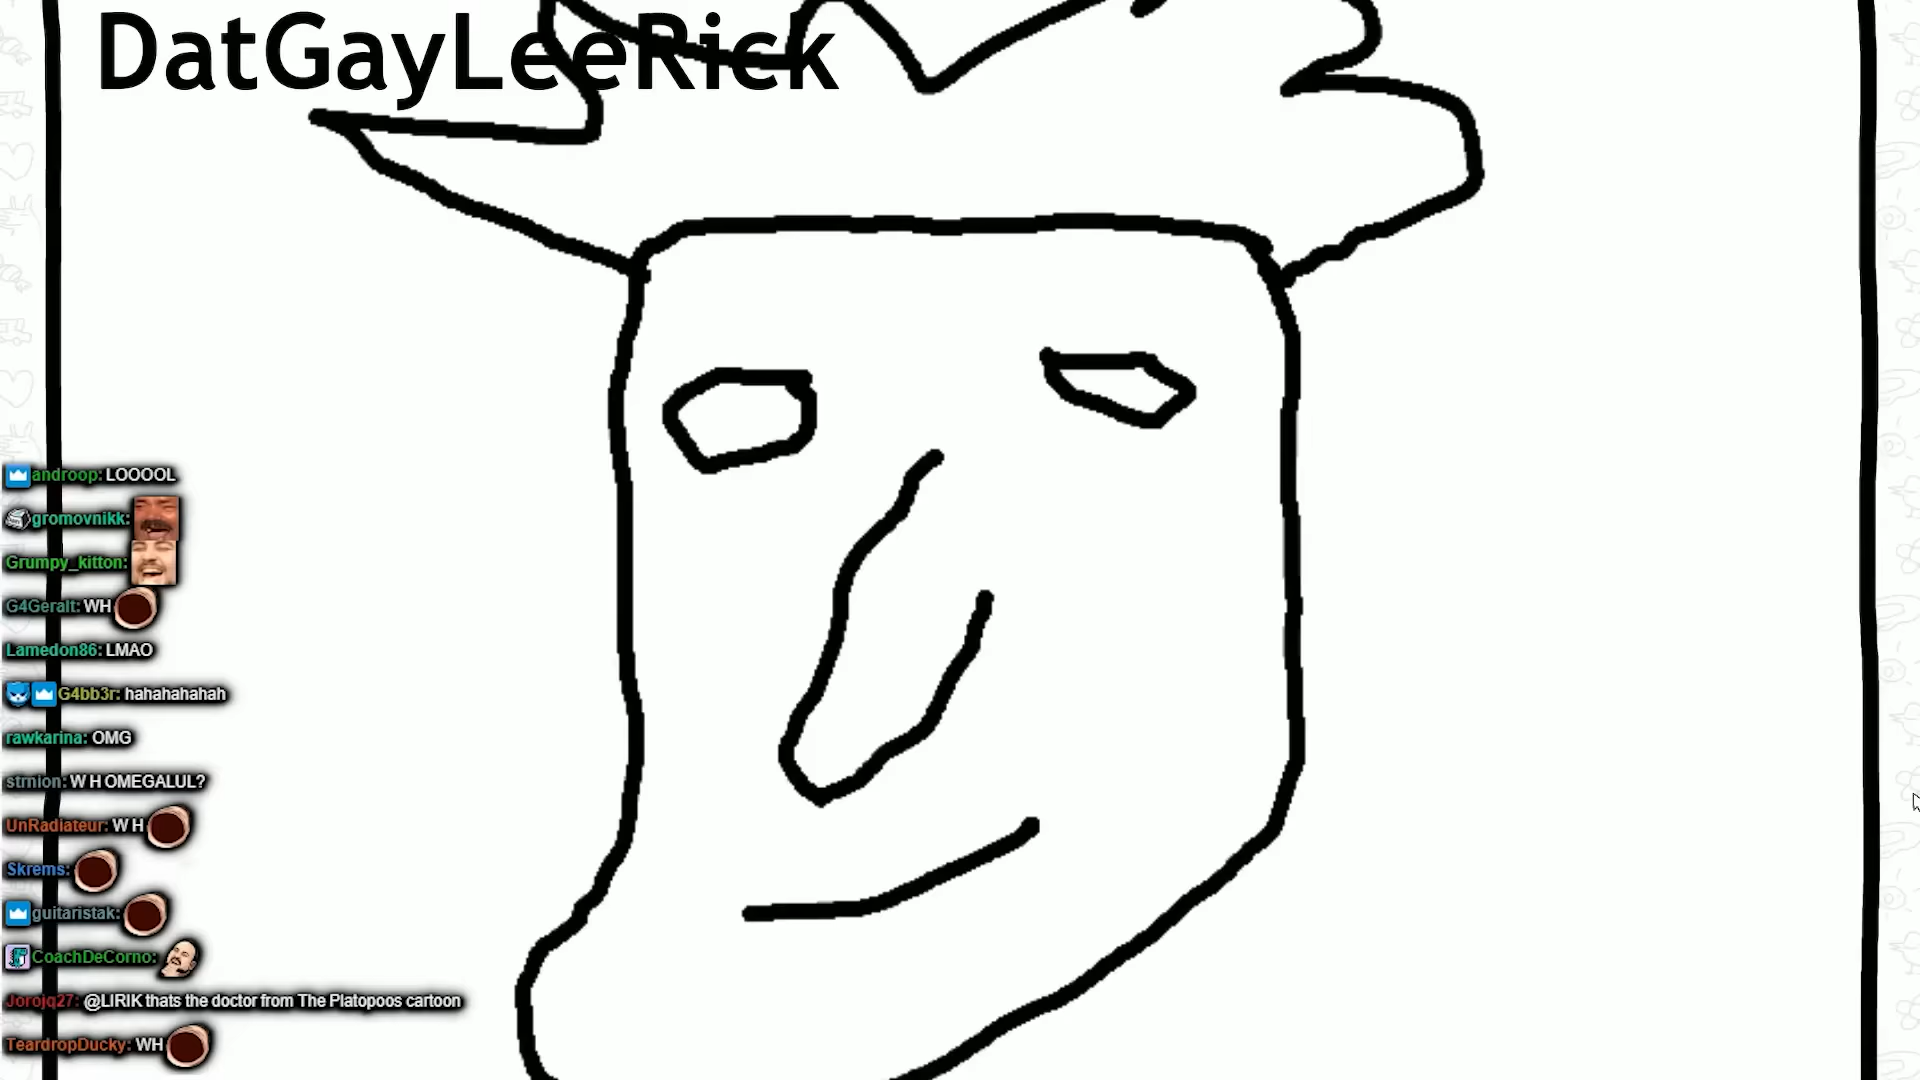 DatGayLeeRick
androop: LOOOOL
gromovnikk:
Grumpy_kitton:
G4Geralt: WH
Lamedon86: LMAO
G4bb3r: hahahahahah
rawkarina: OMG
strnion: W H OMEGALUL?
UnRadiateur: W H
Skrems:
guitaristak:
CoachDeCorno:
Jorojq27: @LIRIK thats the doctor from The Platopoos cartoon
TeardropDucky: WH